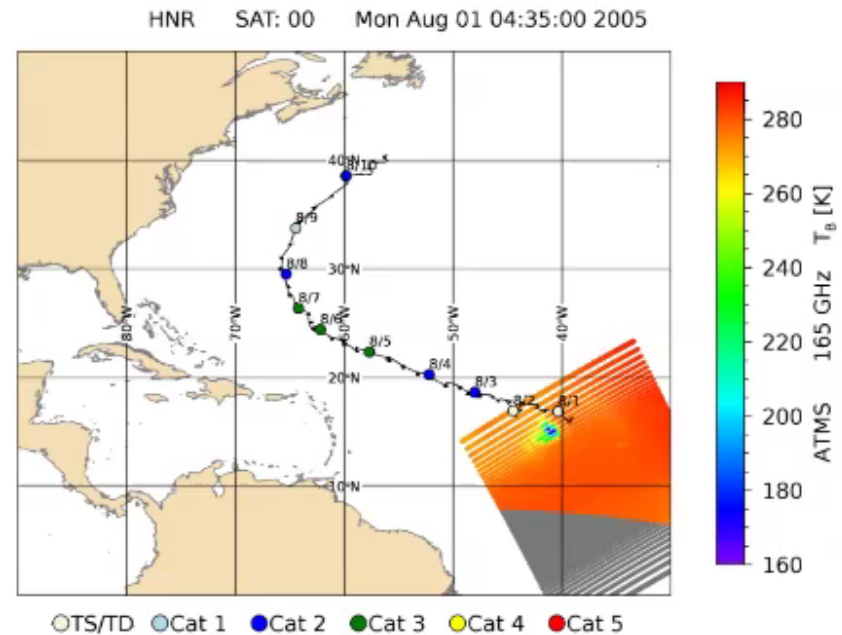 HNR SAT: 00 Mon Aug 01 04:35:00 2005
40°N
8/10
8/9
8/8
30°N
8/7
80°W
70°W
60°W
50°W
40°W
8/6
8/5
8/4
20°N
8/3
8/2
8/1
10°N
280
260
240
220
200
180
160
ATMS 165 GHz T_B [K]
TS/TD Cat 1 Cat 2 Cat 3 Cat 4 Cat 5